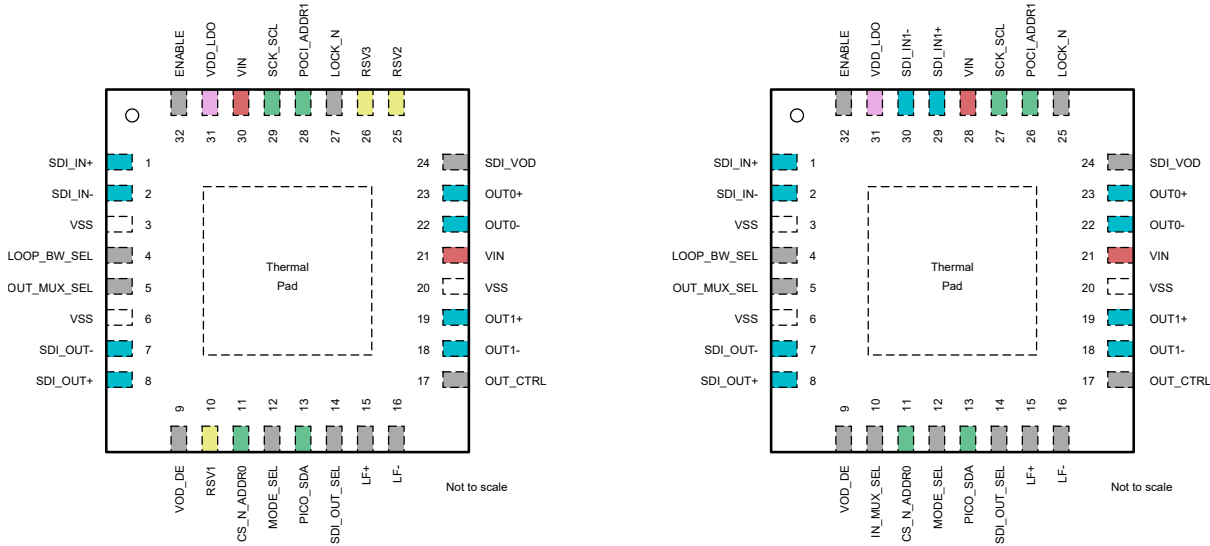 ENABLE
VDD_LDO
VIN
SCK_SCL
POCI_ADDR1
LOCK_N
RSV3
RSV2
32
31
30
29
28
27
26
25
SDI_IN+ 1
SDI_IN- 2
VSS 3
LOOP_BW_SEL 4
OUT_MUX_SEL 5
VSS 6
SDI_OUT- 7
SDI_OUT+ 8
Thermal
Pad
24 SDI_VOD
23 OUT0+
22 OUT0-
21 VIN
20 VSS
19 OUT1+
18 OUT1-
17 OUT_CTRL
9
10
11
12
13
14
15
16
VOD_DE
RSV1
CS_N_ADDR0
MODE_SEL
PICO_SDA
SDI_OUT_SEL
LF+
LF-
Not to scale
ENABLE
VDD_LDO
SDI_IN1-
SDI_IN1+
VIN
SCK_SCL
POCI_ADDR1
LOCK_N
32
31
30
29
28
27
26
25
SDI_IN+ 1
SDI_IN- 2
VSS 3
LOOP_BW_SEL 4
OUT_MUX_SEL 5
VSS 6
SDI_OUT- 7
SDI_OUT+ 8
Thermal
Pad
24 SDI_VOD
23 OUT0+
22 OUT0-
21 VIN
20 VSS
19 OUT1+
18 OUT1-
17 OUT_CTRL
9
10
11
12
13
14
15
16
VOD_DE
IN_MUX_SEL
CS_N_ADDR0
MODE_SEL
PICO_SDA
SDI_OUT_SEL
LF+
LF-
Not to scale